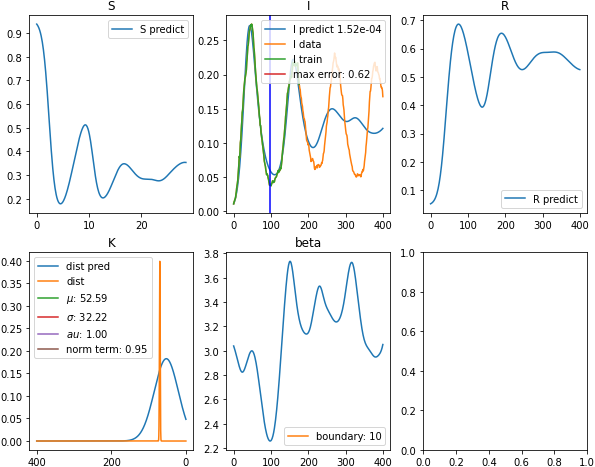 S
0.9
0.8
0.7
0.6
0.5
0.4
0.3
0.2
0 10 20
S predict
I
0.25
0.20
0.15
0.10
0.05
0.00
0 100 200 300 400
I predict 1.52e-04
I data
I train
max error: 0.62
R
0.7
0.6
0.5
0.4
0.3
0.2
0.1
0 100 200 300 400
R predict
K
0.40
0.35
0.30
0.25
0.20
0.15
0.10
0.05
0.00
400 200 0
dist pred
dist
μ: 52.59
σ: 32.22
au: 1.00
norm term: 0.95
beta
3.8
3.6
3.4
3.2
3.0
2.8
2.6
2.4
2.2
0 100 200 300 400
boundary: 10
1.0
0.8
0.6
0.4
0.2
0.0
0.0 0.2 0.4 0.6 0.8 1.0